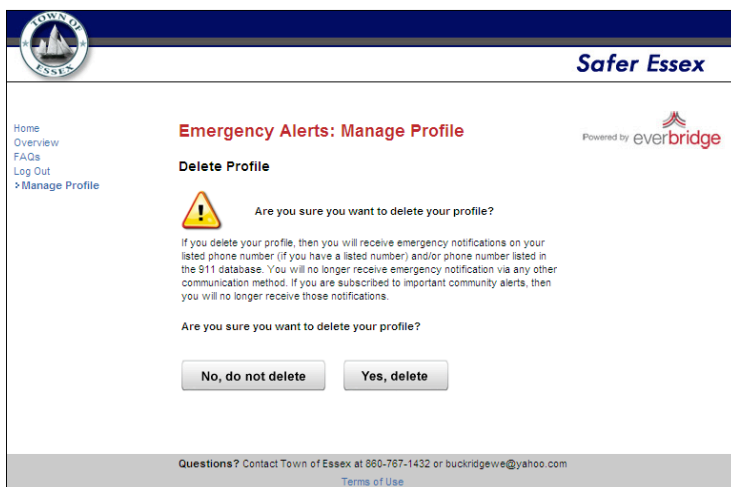 TOWN OF
ESSEX
Safer Essex
Home
Overview
FAQs
Log Out
>Manage Profile
Emergency Alerts: Manage Profile
Powered by everbridge
Delete Profile
Are you sure you want to delete your profile?
If you delete your profile, then you will receive emergency notifications on your
listed phone number (if you have a listed number) and/or phone number listed in
the 911 database. You will no longer receive emergency notification via any other
communication method. If you are subscribed to important community alerts, then
you will no longer receive those notifications.
Are you sure you want to delete your profile?
No, do not delete
Yes, delete
Questions? Contact Town of Essex at 860-767-1432 or buckridgewe@yahoo.com
Terms of Use